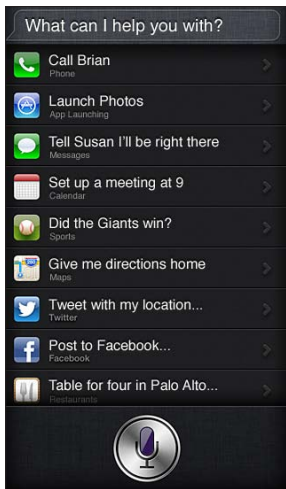 What can I help you with?
Call Brian
Phone
Launch Photos
App Launching
Tell Susan I'll be right there
Messages
Set up a meeting at 9
Calendar
Did the Giants win?
Sports
Give me directions home
Maps
Tweet with my location...
Twitter
Post to Facebook...
Facebook
Table for four in Palo Alto...
Restaurants